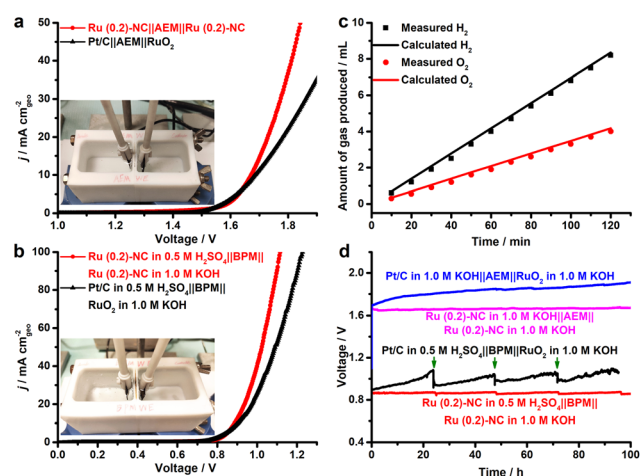 a
Ru (0.2)-NC||AEM||Ru (0.2)-NC
Pt/C||AEM||RuO₂
j / mA cm⁻²geo
50
40
30
20
10
0
1.0 1.2 1.4 1.6 1.8
Voltage / V
b
Ru (0.2)-NC in 0.5 M H₂SO₄||BPM||
Ru (0.2)-NC in 1.0 M KOH
Pt/C in 0.5 M H₂SO₄||BPM||
RuO₂ in 1.0 M KOH
j / mA cm⁻²geo
100
80
60
40
20
0
0.0 0.2 0.4 0.6 0.8 1.0 1.2
Voltage / V
c
Measured H₂
Calculated H₂
Measured O₂
Calculated O₂
Amount of gas produced / mL
8
6
4
2
0
0 20 40 60 80 100 120
Time / min
d
Pt/C in 1.0 M KOH||AEM||RuO₂ in 1.0 M KOH
Ru (0.2)-NC in 1.0 M KOH||AEM||
Ru (0.2)-NC in 1.0 M KOH
Pt/C in 0.5 M H₂SO₄||BPM||RuO₂ in 1.0 M KOH
Ru (0.2)-NC in 0.5 M H₂SO₄||BPM||
Ru (0.2)-NC in 1.0 M KOH
Voltage / V
2.0
1.6
1.2
0.8
0.4
0 20 40 60 80 100
Time / h